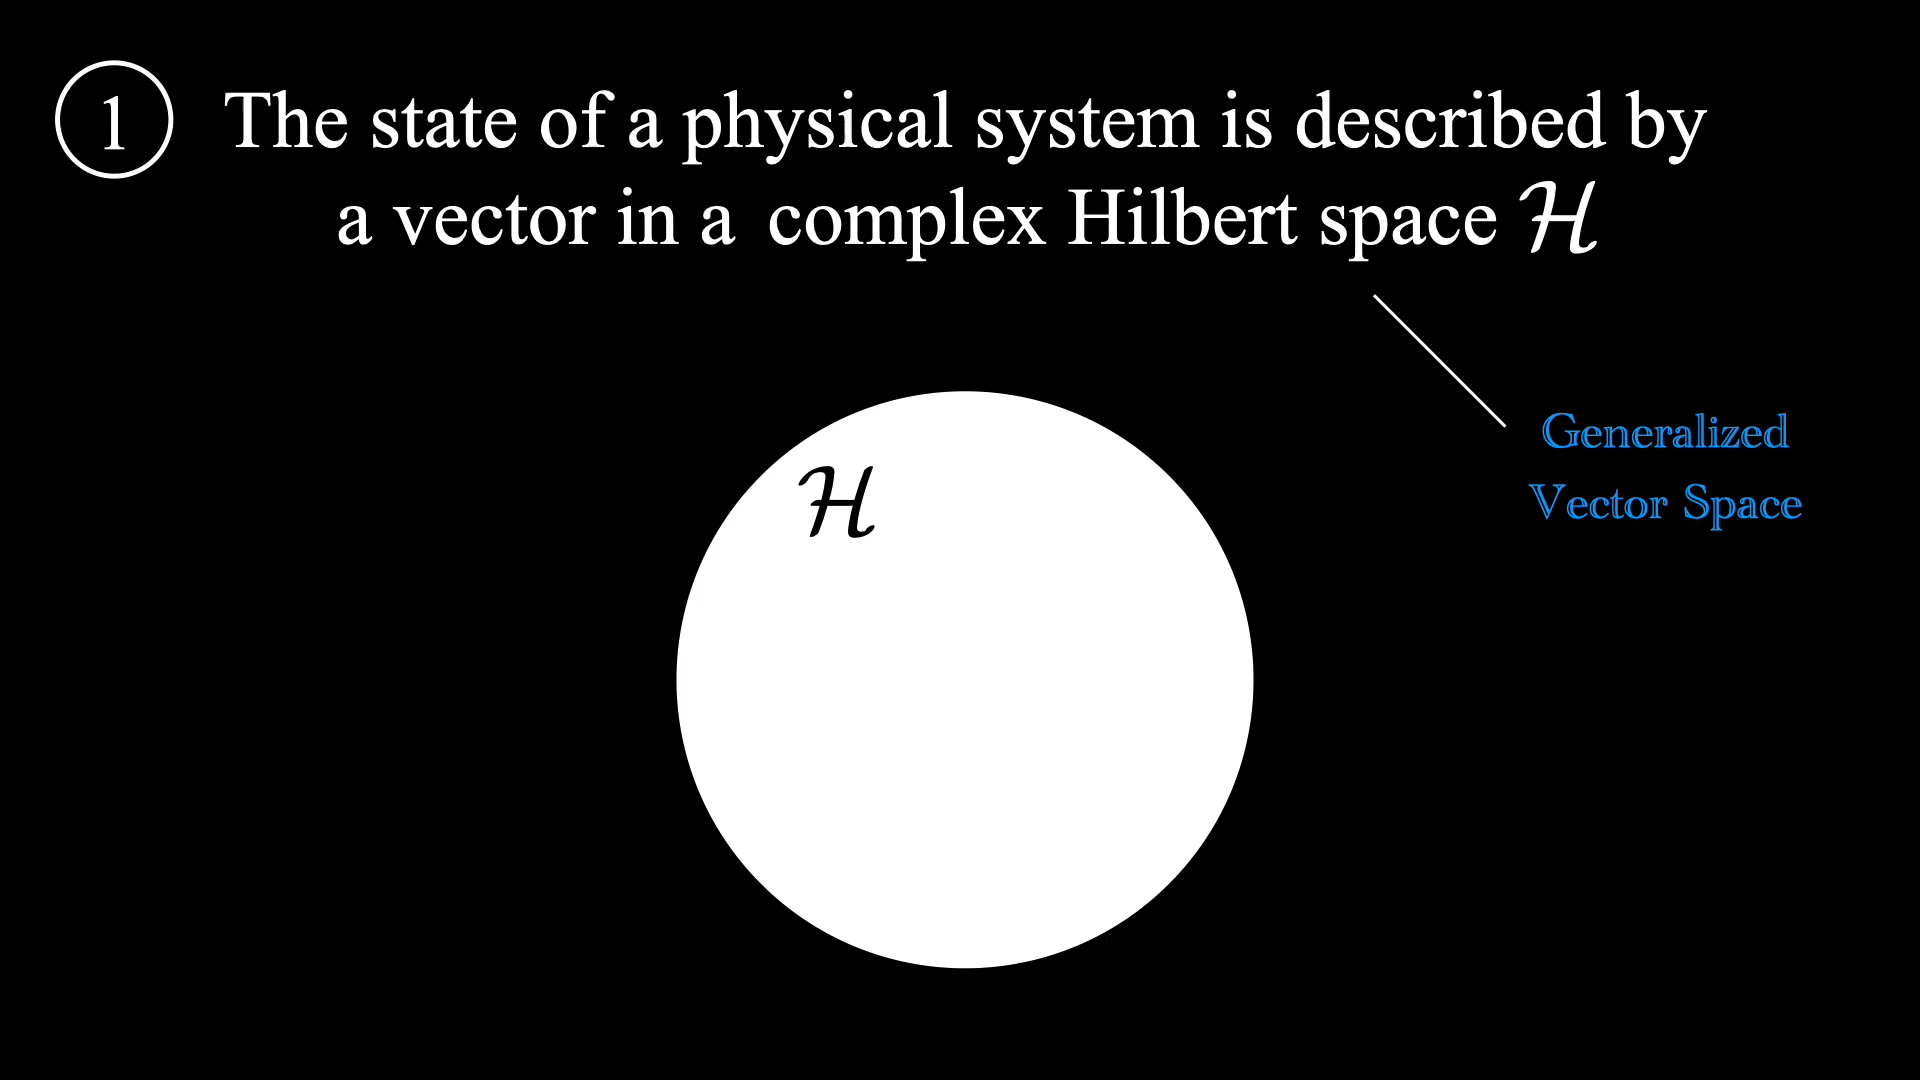 1 The state of a physical system is described by
a vector in a complex Hilbert space ℋ
Generalized
Vector Space
ℋ